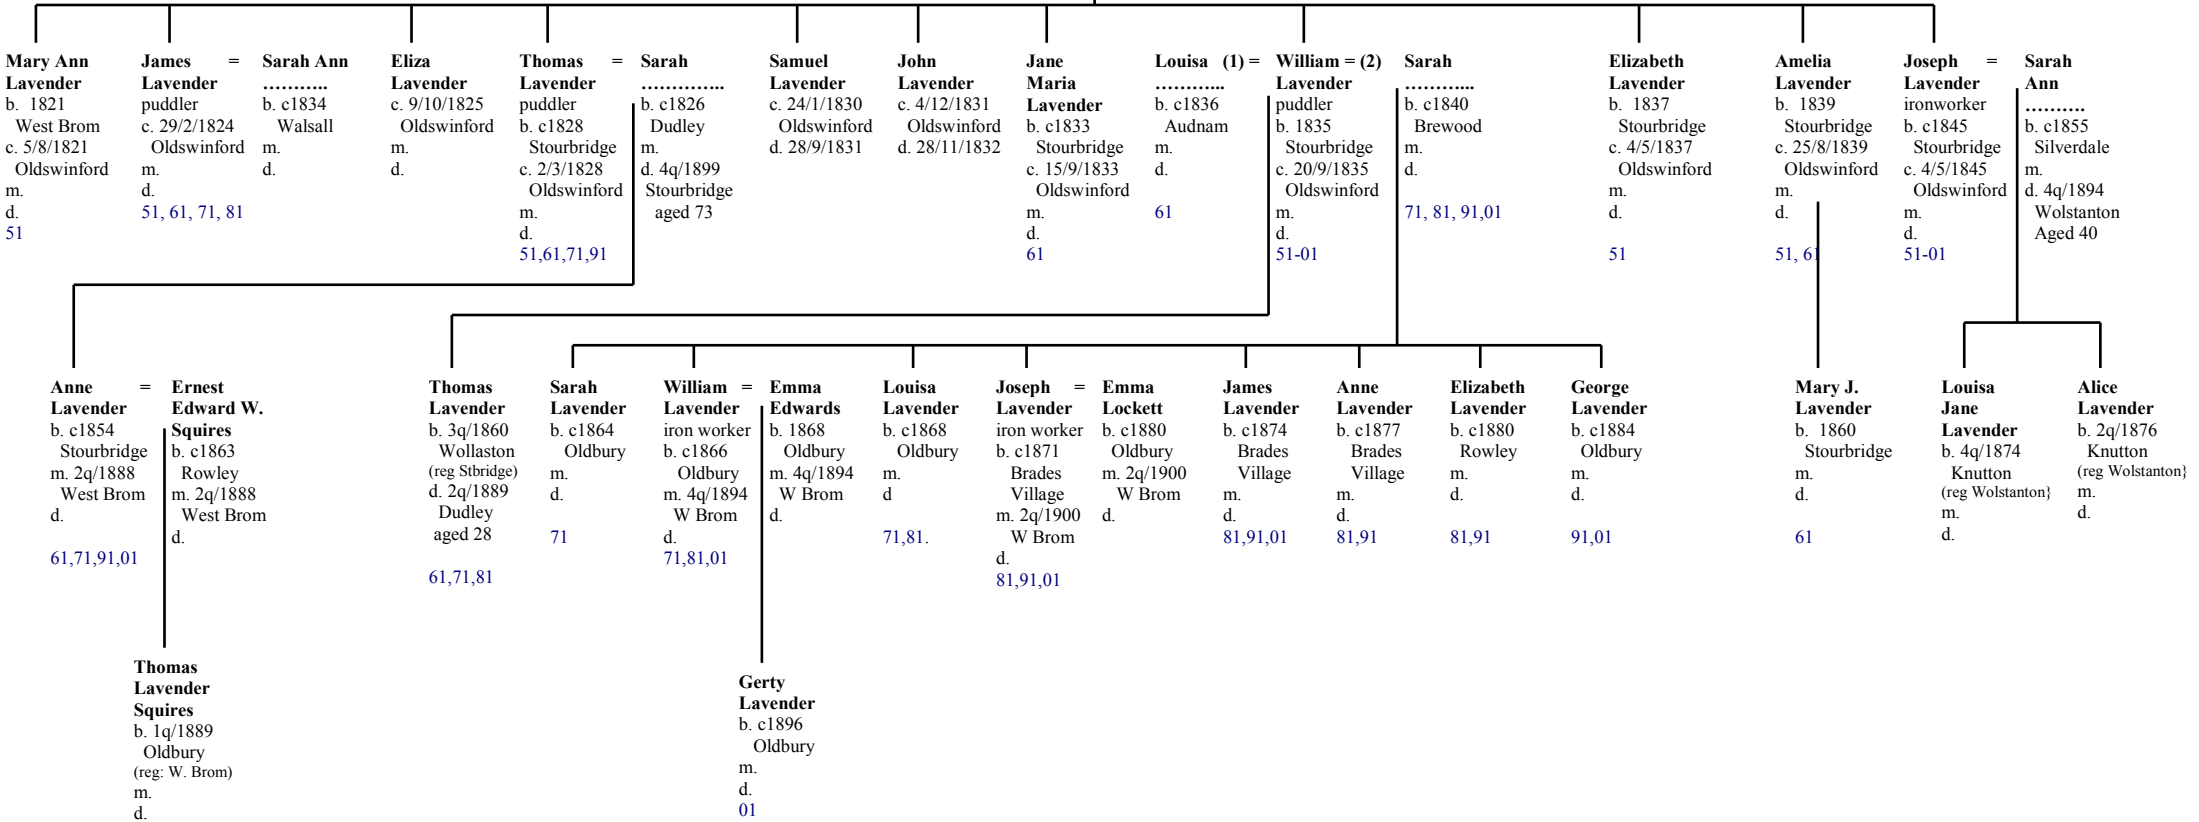 Mary Ann
Lavender
b. 1821
West Brom
c. 5/8/1821
Oldswinford
m.
d.
51
James =
Lavender
puddler
c. 29/2/1824
Oldswinford
m.
d.
51, 61, 71, 81
Sarah Ann
………..
b. c1834
Walsall
m.
d.
Eliza
Lavender
c. 9/10/1825
Oldswinford
m.
d.
Thomas =
Lavender
puddler
b. c1828
Stourbridge
c. 2/3/1828
Oldswinford
m.
d.
51,61,71,91
Sarah
…………..
b. c1826
Dudley
m.
d. 4q/1899
Stourbridge
aged 73
Samuel
Lavender
c. 24/1/1830
Oldswinford
d. 28/9/1831
John
Lavender
c. 4/12/1831
Oldswinford
d. 28/11/1832
Jane
Maria
Lavender
b. c1833
Stourbridge
c. 15/9/1833
Oldswinford
m.
d.
61
Louisa (1) =
………...
b. c1836
Audnam
m.
d.
61
William = (2)
Lavender
puddler
b. 1835
Stourbridge
c. 20/9/1835
Oldswinford
m.
d.
51-01
Sarah
………...
b. c1840
Brewood
m.
d.
71, 81, 91,01
Elizabeth
Lavender
b. 1837
Stourbridge
c. 4/5/1837
Oldswinford
m.
d.
51
Amelia
Lavender
b. 1839
Stourbridge
c. 25/8/1839
Oldswinford
m.
d.
51, 61
Joseph =
Lavender
ironworker
b. c1845
Stourbridge
c. 4/5/1845
Oldswinford
m.
d.
51-01
Sarah
Ann
……….
b. c1855
Silverdale
m.
d. 4q/1894
Wolstanton
Aged 40
Anne =
Lavender
b. c1854
Stourbridge
m. 2q/1888
West Brom
d.
61,71,91,01
Ernest
Edward W.
Squires
b. c1863
Rowley
m. 2q/1888
West Brom
d.
Thomas
Lavender
b. 3q/1860
Wollaston
(reg Stbridge)
d. 2q/1889
Dudley
aged 28
61,71,81
Sarah
Lavender
b. c1864
Oldbury
m.
d.
71
William =
Lavender
iron worker
b. c1866
Oldbury
m. 4q/1894
W Brom
d.
71,81,01
Emma
Edwards
b. 1868
Oldbury
m. 4q/1894
W Brom
d.
Louisa
Lavender
b. c1868
Oldbury
m.
d
71,81.
Joseph =
Lavender
iron worker
b. c1871
Brades
Village
m. 2q/1900
W Brom
d.
81,91,01
Emma
Lockett
b. c1880
Oldbury
m. 2q/1900
W Brom
d.
James
Lavender
b. c1874
Brades
Village
m.
d.
81,91,01
Anne
Lavender
b. c1877
Brades
Village
m.
d.
81,91
Elizabeth
Lavender
b. c1880
Rowley
m.
d.
81,91
George
Lavender
b. c1884
Oldbury
m.
d.
91,01
Mary J.
Lavender
b. 1860
Stourbridge
m.
d.
61
Louisa
Jane
Lavender
b. 4q/1874
Knutton
(reg Wolstanton}
m.
d.
Alice
Lavender
b. 2q/1876
Knutton
(reg Wolstanton}
m.
d.
Thomas
Lavender
Squires
b. 1q/1889
Oldbury
(reg: W. Brom)
m.
d.
Gerty
Lavender
b. c1896
Oldbury
m.
d.
01